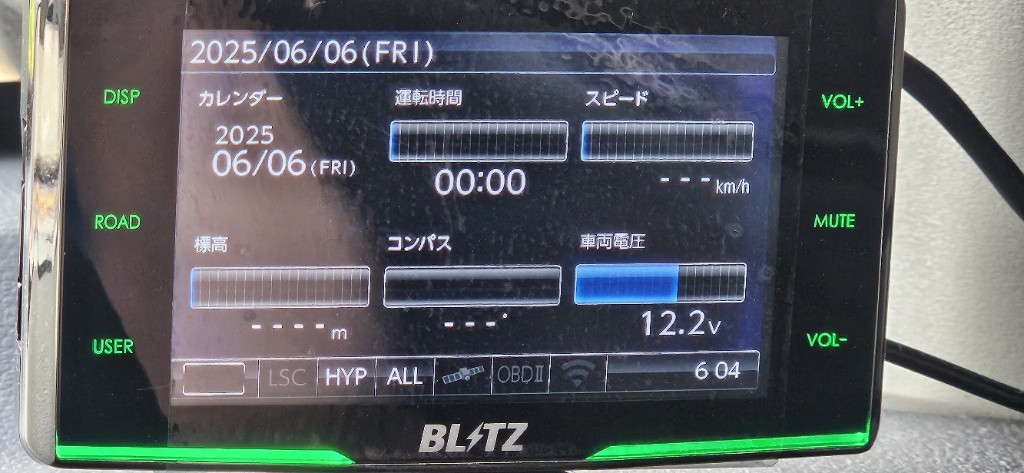 2025/06/06(FRI)
DISP
カレンダー
運転時間
スピード
VOL+
2025
06/06(FRI)
00:00
---km/h
ROAD
標高
コンパス
車両電圧
MUTE
----m
---°
12.2v
USER
VOL-
LSC
HYP
ALL
OBDⅡ
6 04
BLITZ